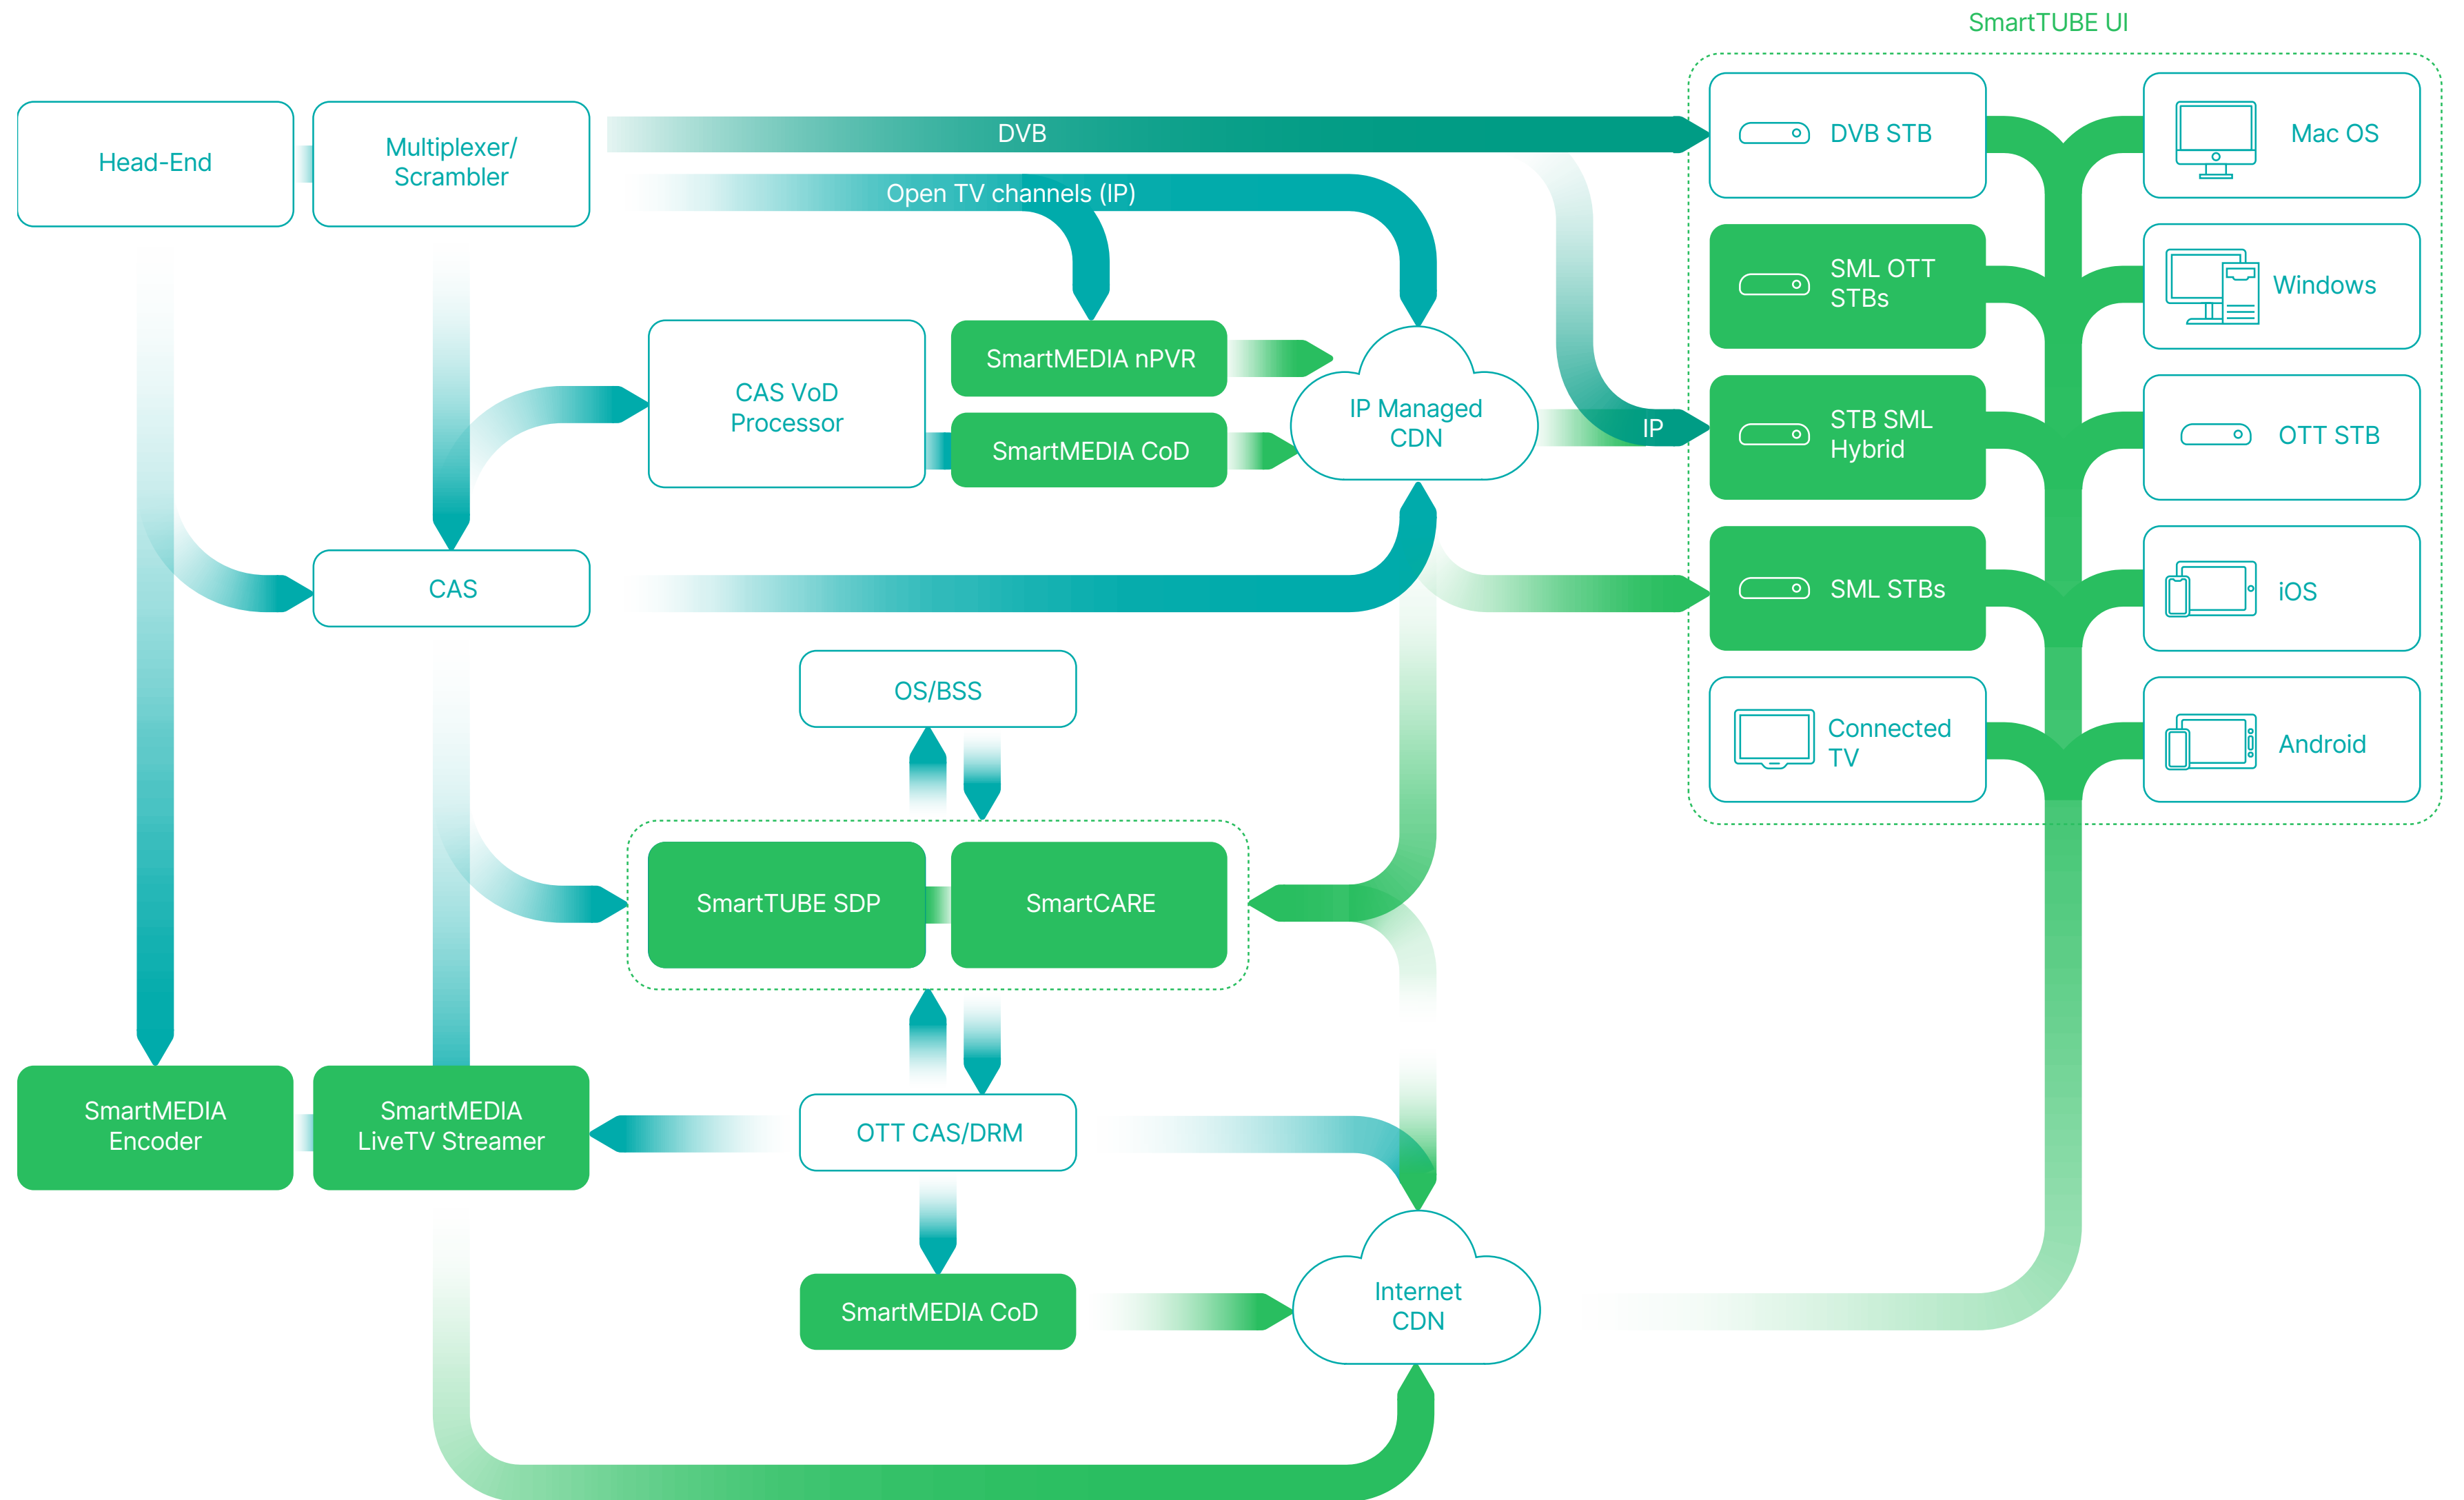 SmartTUBE UI
Head-End
Multiplexer/
Scrambler
DVB
Open TV channels (IP)
DVB STB
Mac OS
SML OTT
STBs
Windows
CAS VoD
Processor
SmartMEDIA nPVR
SmartMEDIA CoD
IP Managed
CDN
IP
STB SML
Hybrid
OTT STB
CAS
SML STBs
iOS
OS/BSS
Connected
TV
Android
SmartTUBE SDP
SmartCARE
SmartMEDIA
Encoder
SmartMEDIA
LiveTV Streamer
OTT CAS/DRM
SmartMEDIA CoD
Internet
CDN